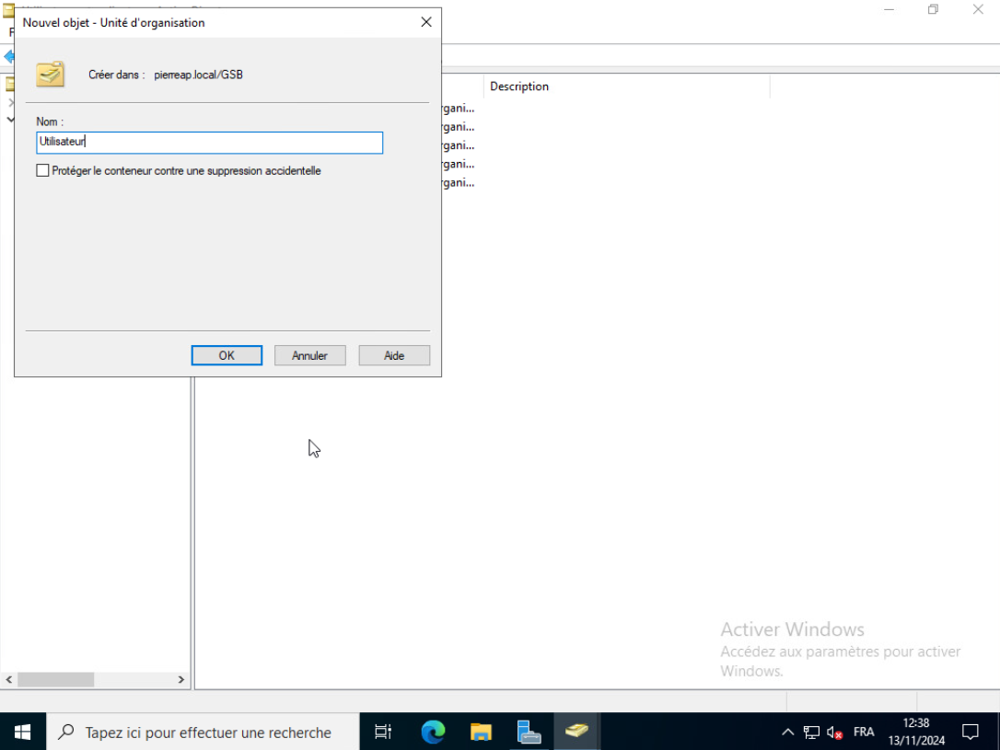 Nouvel objet - Unité d'organisation
Créer dans : pierreap.local/GSB
Nom :
Utilisateur
Protéger le conteneur contre une suppression accidentelle
OK
Annuler
Aide
Description
rgani...
rgani...
rgani...
rgani...
rgani...
Activer Windows
Accédez aux paramètres pour activer
Windows.
Tapez ici pour effectuer une recherche
FRA
12:38
13/11/2024